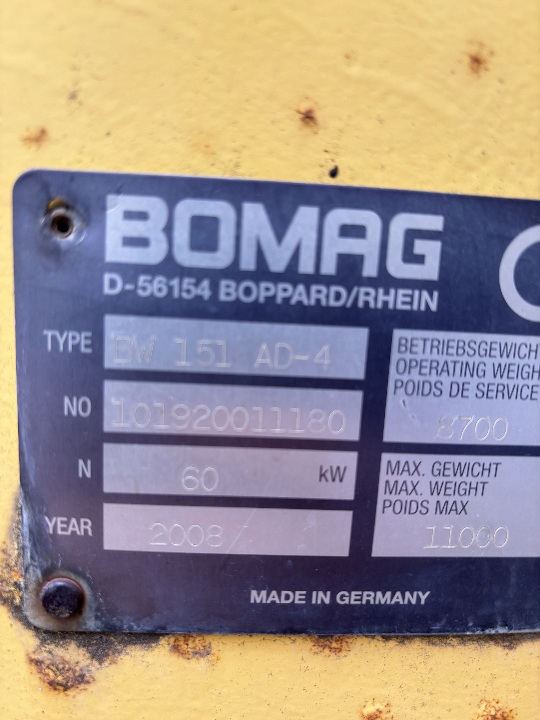 BOMAG
D-56154 BOPPARD/RHEIN
TYPE BW 151 AD-4
NO 101920011180
N 60 kW
YEAR 2008
BETRIEBSGEWICH
OPERATING WEIGH
POIDS DE SERVICE
8700
MAX. GEWICHT
MAX. WEIGHT
POIDS MAX
11000
MADE IN GERMANY